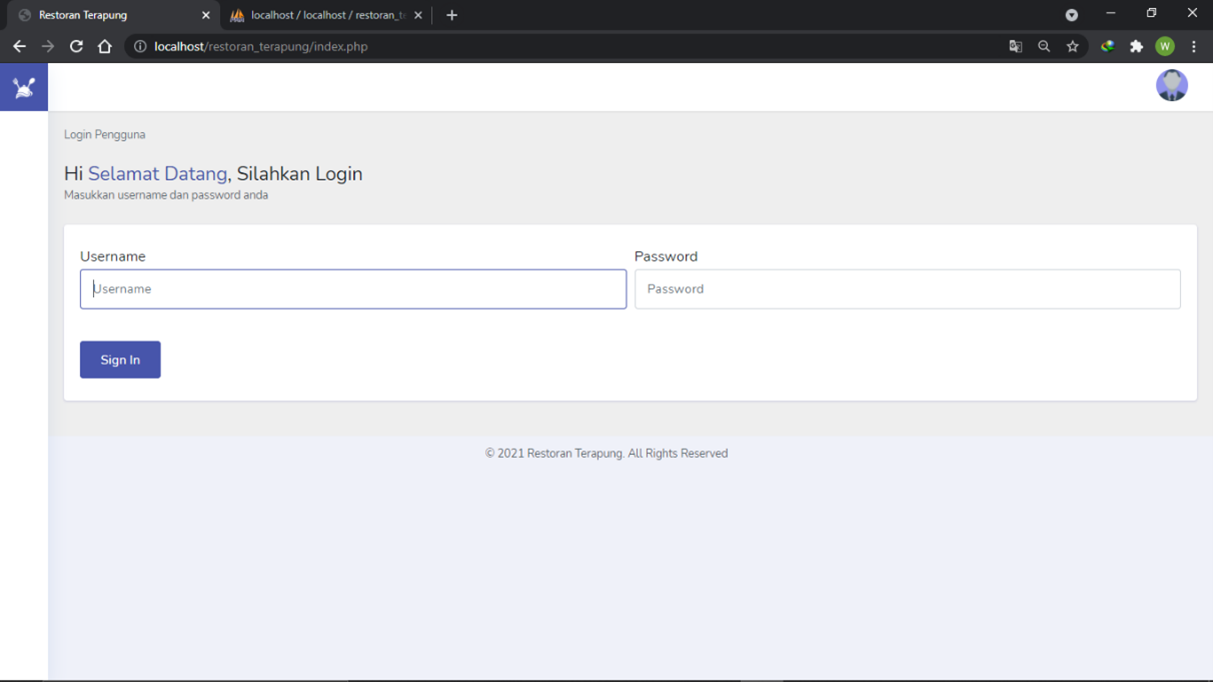 Restoran Terapung
localhost / localhost / restoran_t
localhost/restoran_terapung/index.php
W
Login Pengguna
Hi Selamat Datang, Silahkan Login
Masukkan username dan password anda
Username
Password
Username
Password
Sign In
© 2021 Restoran Terapung. All Rights Reserved